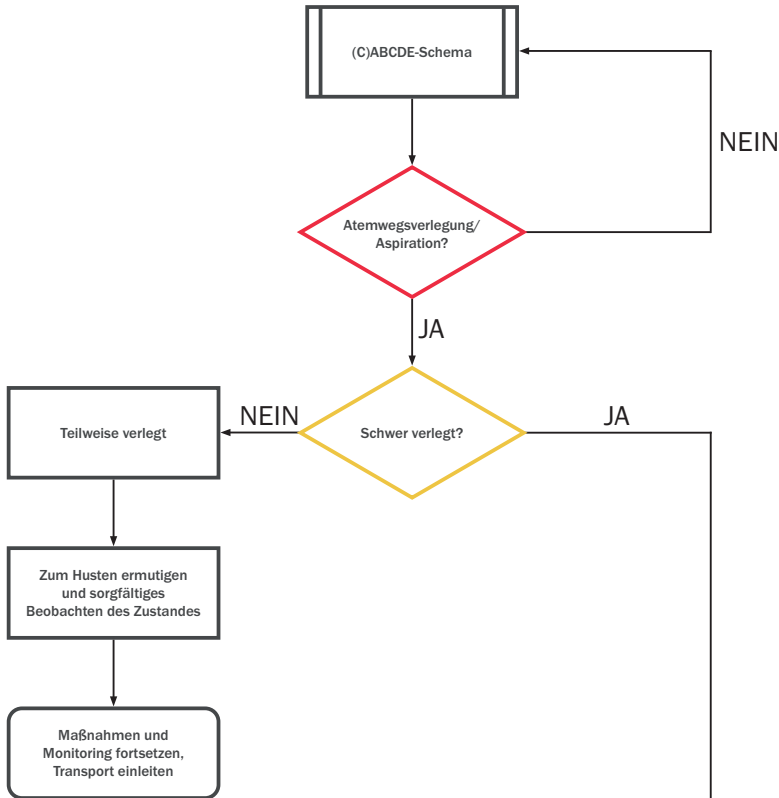 (C)ABCDE-Schema
NEIN
Atemwegsverlegung/
Aspiration?
JA
NEIN
JA
Teilweise verlegt
Schwer verlegt?
Zum Husten ermutigen
und sorgfältiges
Beobachten des Zustandes
Maßnahmen und
Monitoring fortsetzen,
Transport einleiten